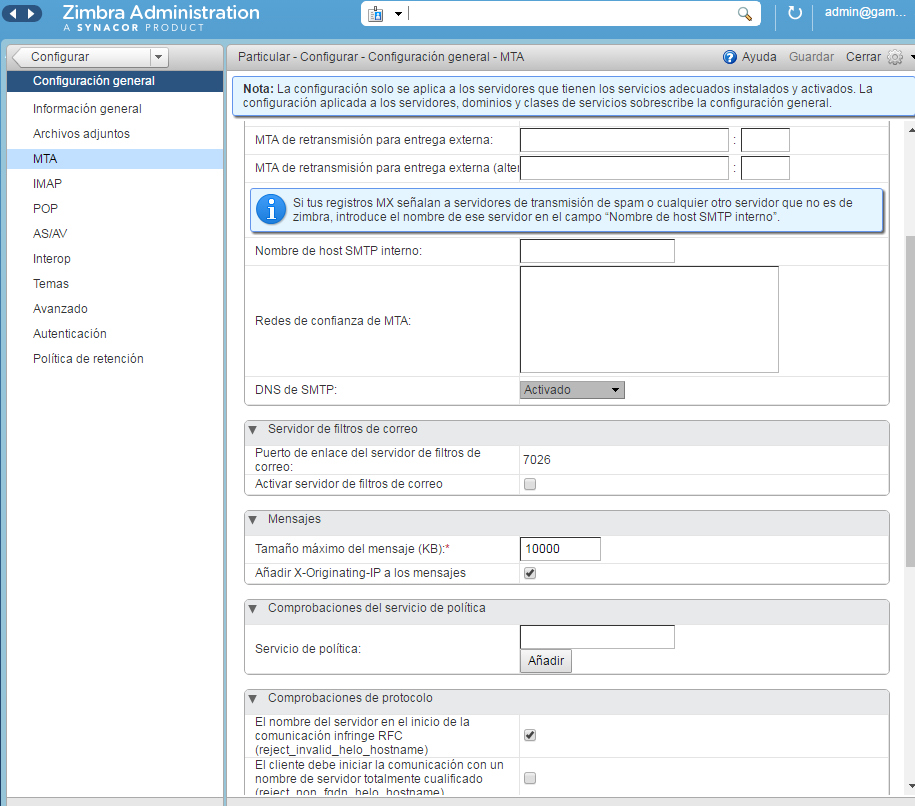 Zimbra Administration
A SYNACOR PRODUCT
admin@gam...
Configurar
Particular - Configurar - Configuración general - MTA
Ayuda
Guardar
Cerrar
Configuración general
Información general
Archivos adjuntos
MTA
IMAP
POP
AS/AV
Interop
Temas
Avanzado
Autenticación
Política de retención
Nota: La configuración solo se aplica a los servidores que tienen los servicios adecuados instalados y activados. La
configuración aplicada a los servidores, dominios y clases de servicios sobrescribe la configuración general.
MTA de retransmisión para entrega externa:
:
MTA de retransmisión para entrega externa (alter
:
Si tus registros MX señalan a servidores de transmisión de spam o cualquier otro servidor que no es de
zimbra, introduce el nombre de ese servidor en el campo “Nombre de host SMTP interno”.
Nombre de host SMTP interno:
Redes de confianza de MTA:
DNS de SMTP:
Activado
Servidor de filtros de correo
Puerto de enlace del servidor de filtros de
correo:
7026
Activar servidor de filtros de correo
Mensajes
Tamaño máximo del mensaje (KB):*
10000
Añadir X-Originating-IP a los mensajes
Comprobaciones del servicio de política
Servicio de política:
Añadir
Comprobaciones de protocolo
El nombre del servidor en el inicio de la
comunicación infringe RFC
(reject_invalid_helo_hostname)
El cliente debe iniciar la comunicación con un
nombre de servidor totalmente cualificado
(reject_non_fqdn_helo_hostname)